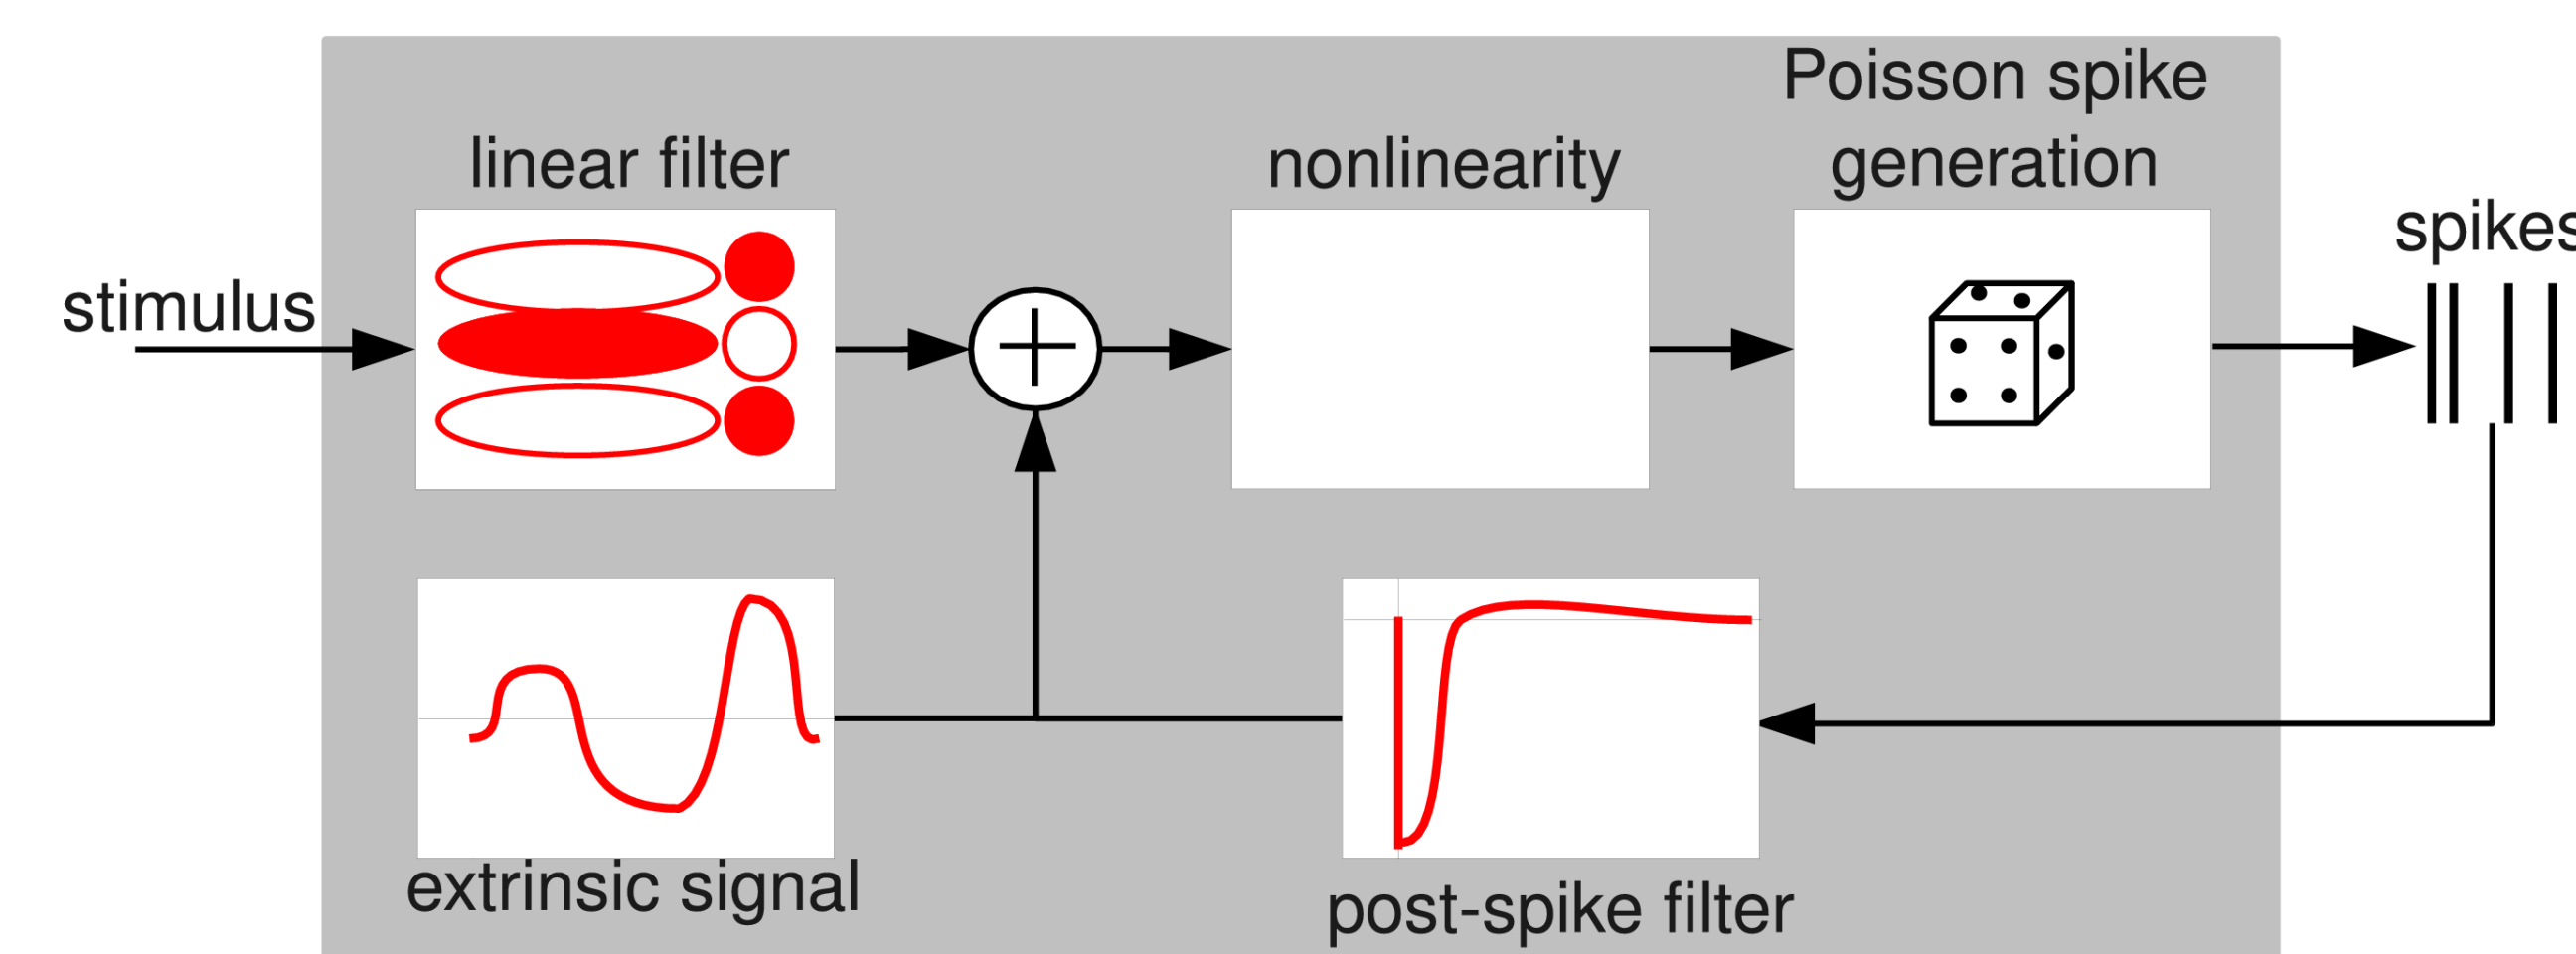 Poisson spike
linear filter
nonlinearity
generation
spikes
stimulus
extrinsic signal
post-spike filter